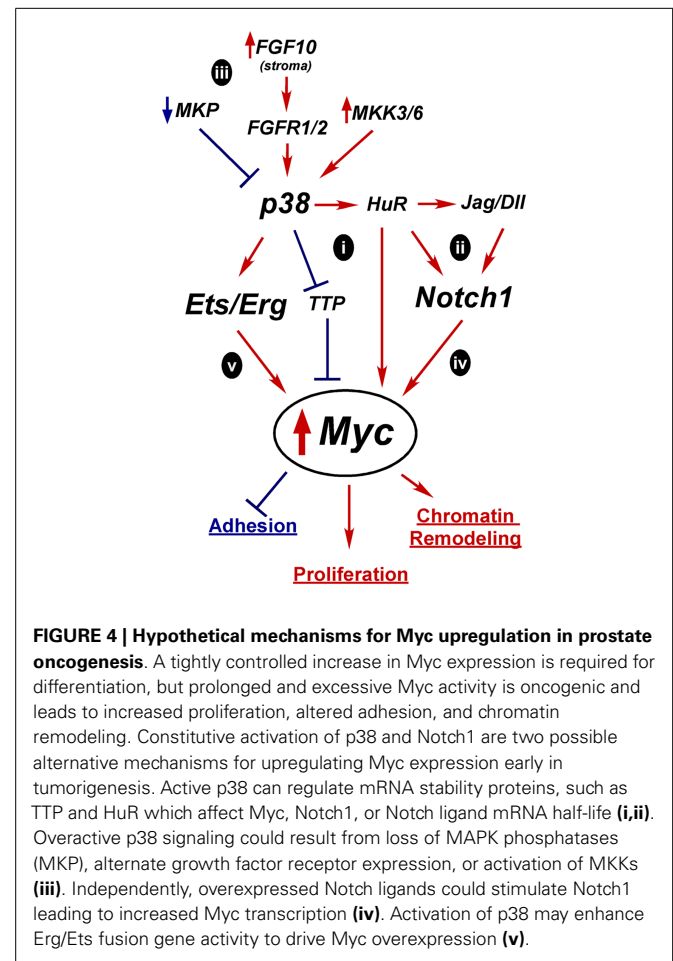 FGF10
(stroma)
iii
MKP
FGFR1/2
MKK3/6
p38
HuR
Jag/Dll
i
ii
Ets/Erg
TTP
Notch1
v
iv
Myc
Adhesion
Chromatin
Remodeling
Proliferation
FIGURE 4 | Hypothetical mechanisms for Myc upregulation in prostate
oncogenesis. A tightly controlled increase in Myc expression is required for
differentiation, but prolonged and excessive Myc activity is oncogenic and
leads to increased proliferation, altered adhesion, and chromatin
remodeling. Constitutive activation of p38 and Notch1 are two possible
alternative mechanisms for upregulating Myc expression early in
tumorigenesis. Active p38 can regulate mRNA stability proteins, such as
TTP and HuR which affect Myc, Notch1, or Notch ligand mRNA half-life (i,ii).
Overactive p38 signaling could result from loss of MAPK phosphatases
(MKP), alternate growth factor receptor expression, or activation of MKKs
(iii). Independently, overexpressed Notch ligands could stimulate Notch1
leading to increased Myc transcription (iv). Activation of p38 may enhance
Erg/Ets fusion gene activity to drive Myc overexpression (v).